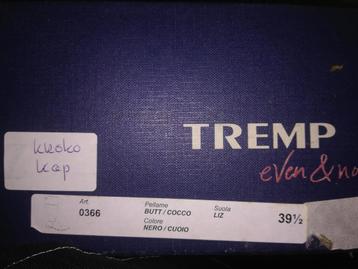 kroko
kap
TREMP
even & no
Art.
0366
Pellame
BUTT / COCCO
Colore
NERO / CUOIO
Suola
LIZ
39½